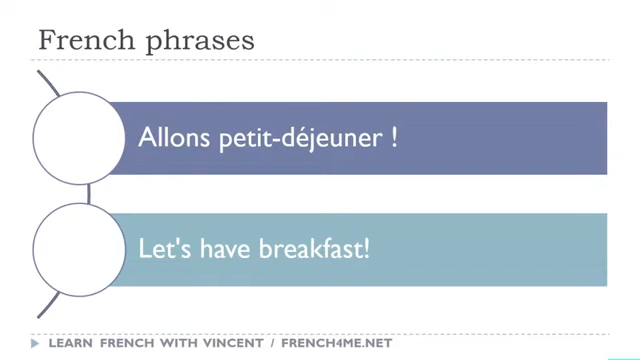 French phrases
Allons petit-déjeuner !
Let's have breakfast!
LEARN FRENCH WITH VINCENT / FRENCH4ME.NET